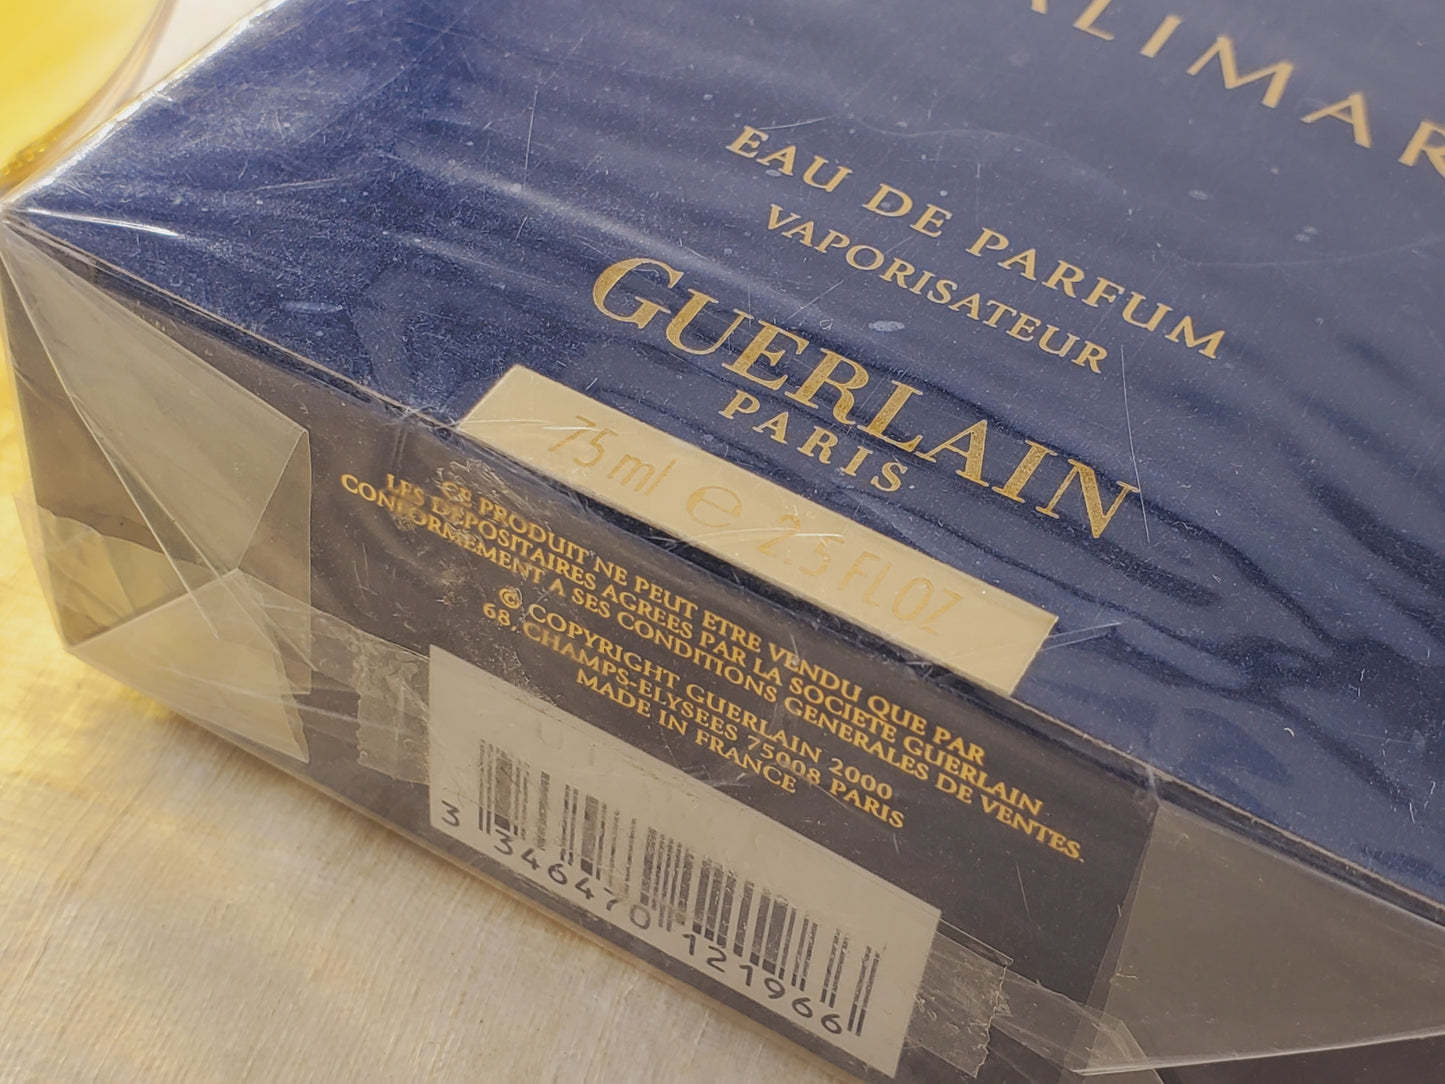 ALIMAR
EAU DE PARFUM
VAPORISATEUR
GUERLAIN
PARIS
75 ml ℮ 2.5 FL OZ
CE PRODUIT NE PEUT ETRE VENDU QUE PAR
LES DEPOSITAIRES AGREES PAR LA SOCIETE GUERLAIN
CONFORMEMENT A SES CONDITIONS GENERALES DE VENTES.
© COPYRIGHT GUERLAIN 2000
68, CHAMPS-ELYSEES 75008 PARIS
MADE IN FRANCE
3 346470 121966